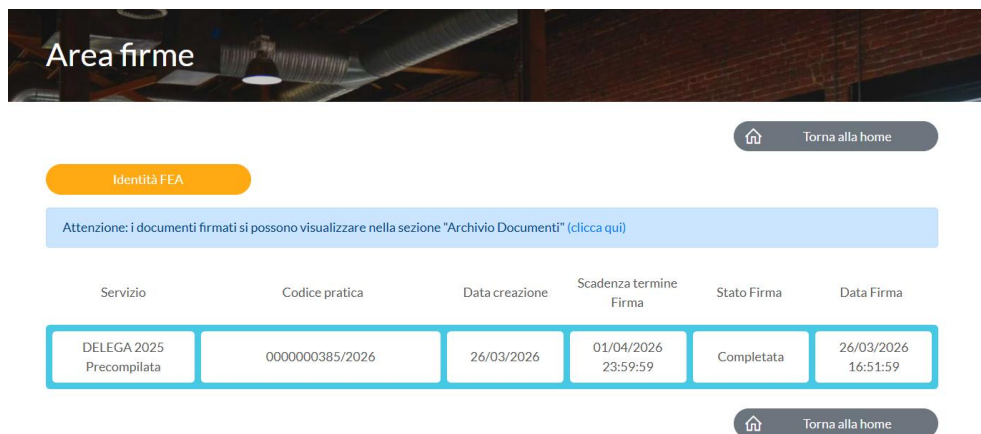 Area firme
Torna alla home
Identità FEA
Attenzione: i documenti firmati si possono visualizzare nella sezione "Archivio Documenti" (clicca qui)
Servizio Codice pratica Data creazione Scadenza termine Firma Stato Firma Data Firma
DELEGA 2025 Precompilata 0000000385/2026 26/03/2026 01/04/2026 23:59:59 Completata 26/03/2026 16:51:59
Torna alla home